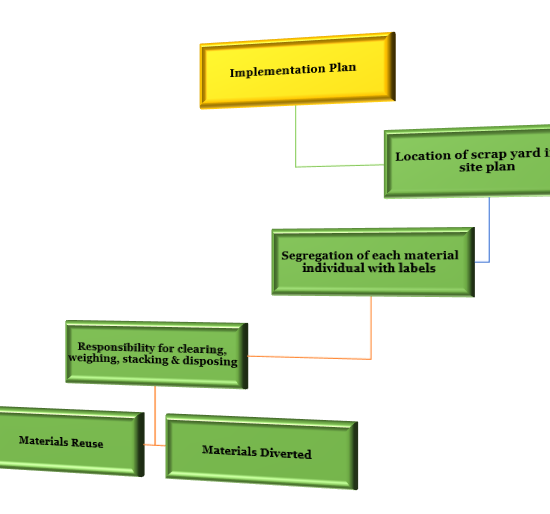 Implementation Plan
Location of scrap yard
site plan
Segregation of each material
individual with labels
Responsibility for clearing,
weighing, stacking & disposing
Materials Reuse
Materials Diverted